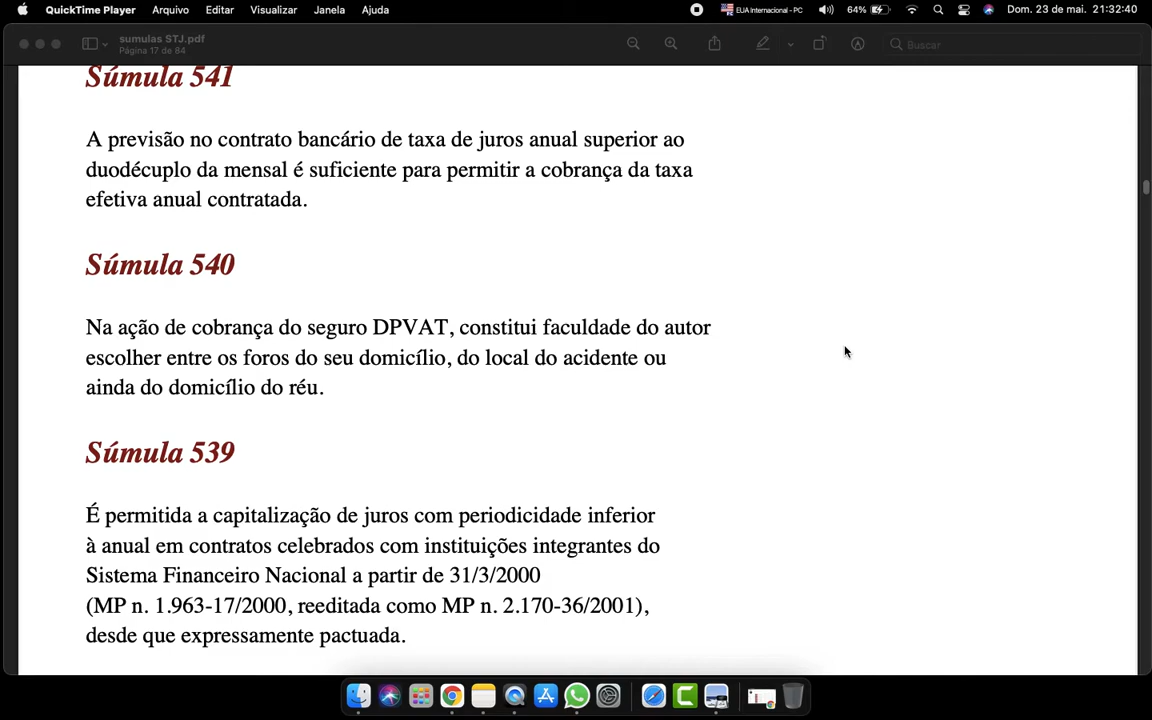 QuickTime Player Arquivo Editar Visualizar Janela Ajuda EUA Internacional - PC 64% Dom. 23 de mai. 21:32:40
sumulas STJ.pdf
Página 17 de 84
Buscar
Súmula 541
A previsão no contrato bancário de taxa de juros anual superior ao
duodécuplo da mensal é suficiente para permitir a cobrança da taxa
efetiva anual contratada.
Súmula 540
Na ação de cobrança do seguro DPVAT, constitui faculdade do autor
escolher entre os foros do seu domicílio, do local do acidente ou
ainda do domicílio do réu.
Súmula 539
É permitida a capitalização de juros com periodicidade inferior
à anual em contratos celebrados com instituições integrantes do
Sistema Financeiro Nacional a partir de 31/3/2000
(MP n. 1.963-17/2000, reeditada como MP n. 2.170-36/2001),
desde que expressamente pactuada.